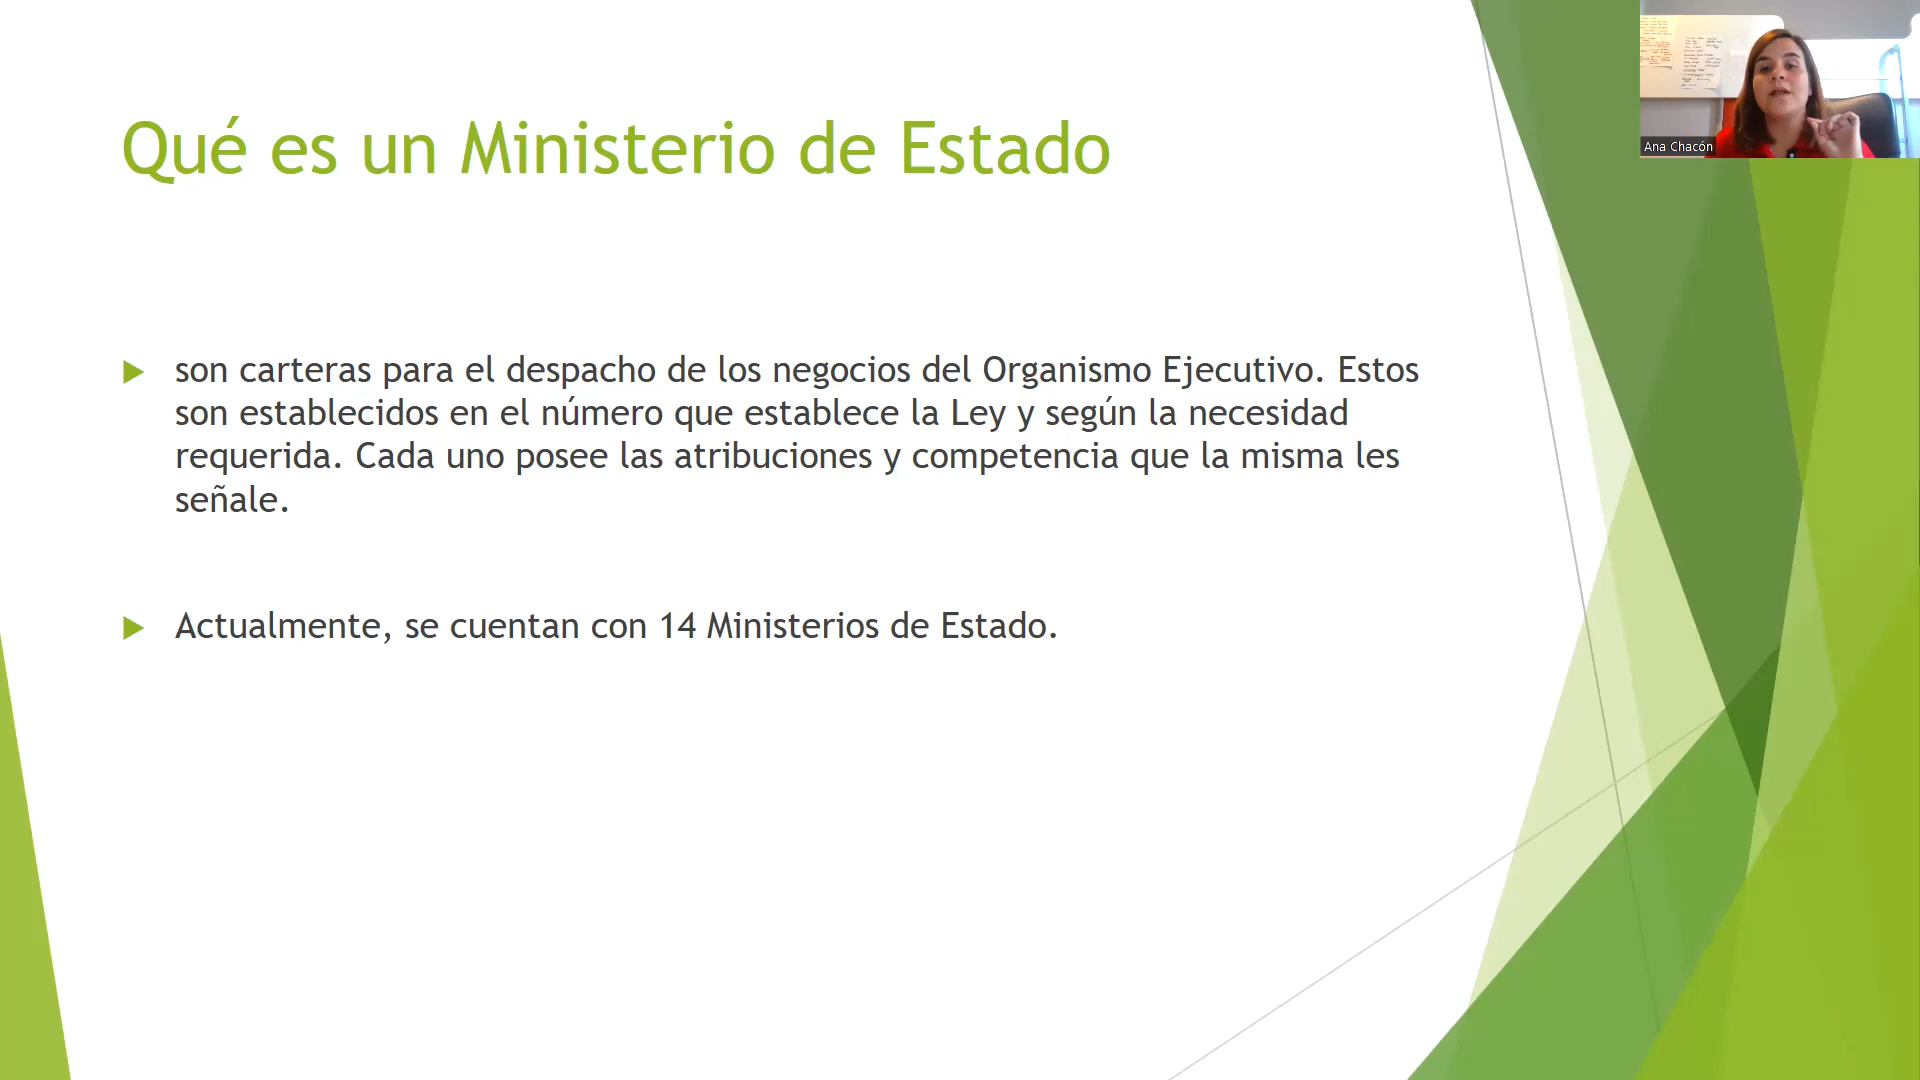 Qué es un Ministerio de Estado
son carteras para el despacho de los negocios del Organismo Ejecutivo. Estos
son establecidos en el número que establece la Ley y según la necesidad
requerida. Cada uno posee las atribuciones y competencia que la misma les
señale.
Actualmente, se cuentan con 14 Ministerios de Estado.
Ana Chacón